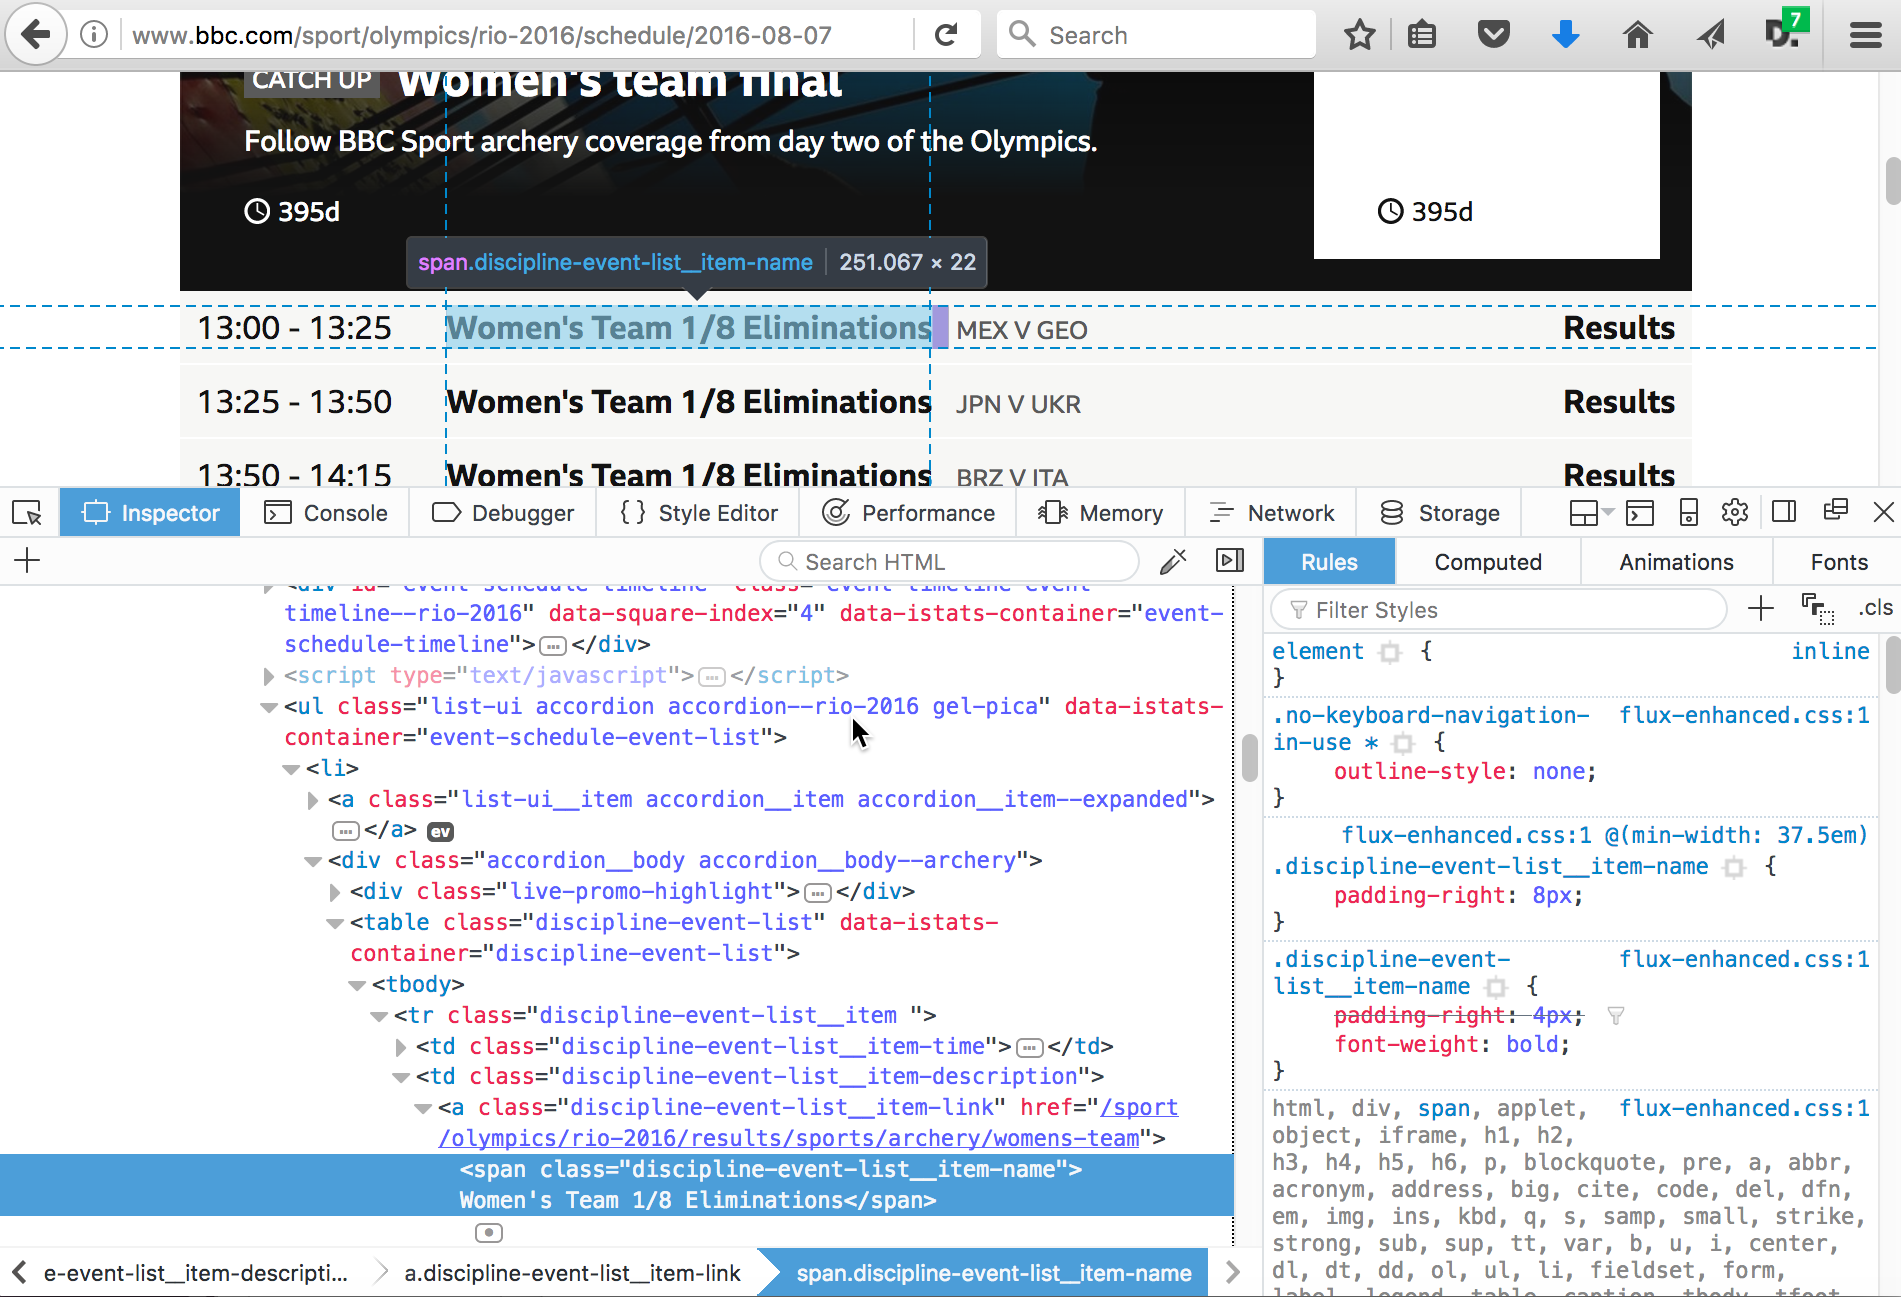 www.bbc.com/sport/olympics/rio-2016/schedule/2016-08-07
Search
7
CATCH UP Women's team final
Follow BBC Sport archery coverage from day two of the Olympics.
395d
395d
span.discipline-event-list__item-name 251.067 × 22
13:00 - 13:25 Women's Team 1/8 Eliminations MEX V GEO Results
13:25 - 13:50 Women's Team 1/8 Eliminations JPN V UKR Results
13:50 - 14:15 Women's Team 1/8 Eliminations BRZ V ITA Results
Inspector Console Debugger Style Editor Performance Memory Network Storage
Search HTML
<div id="event-schedule-timeline" class="event-timeline event-
timeline--rio-2016" data-square-index="4" data-istats-container="event-
schedule-timeline">…</div>
<script type="text/javascript">…</script>
<ul class="list-ui accordion accordion--rio-2016 gel-pica" data-istats-
container="event-schedule-event-list">
<li>
<a class="list-ui__item accordion__item accordion__item--expanded">
…</a> ev
<div class="accordion__body accordion__body--archery">
<div class="live-promo-highlight">…</div>
<table class="discipline-event-list" data-istats-
container="discipline-event-list">
<tbody>
<tr class="discipline-event-list__item ">
<td class="discipline-event-list__item-time">…</td>
<td class="discipline-event-list__item-description">
<a class="discipline-event-list__item-link" href="/sport
/olympics/rio-2016/results/sports/archery/womens-team">
<span class="discipline-event-list__item-name">
Women's Team 1/8 Eliminations</span>
e-event-list__item-descripti... a.discipline-event-list__item-link span.discipline-event-list__item-name
Rules Computed Animations Fonts
Filter Styles .cls
element { inline
}
.no-keyboard-navigation- flux-enhanced.css:1
in-use * {
outline-style: none;
}
flux-enhanced.css:1 @(min-width: 37.5em)
.discipline-event-list__item-name {
padding-right: 8px;
}
.discipline-event- flux-enhanced.css:1
list__item-name {
padding-right: 4px;
font-weight: bold;
}
html, div, span, applet, flux-enhanced.css:1
object, iframe, h1, h2,
h3, h4, h5, h6, p, blockquote, pre, a, abbr,
acronym, address, big, cite, code, del, dfn,
em, img, ins, kbd, q, s, samp, small, strike,
strong, sub, sup, tt, var, b, u, i, center,
dl, dt, dd, ol, ul, li, fieldset, form,
label, legend, table, caption, tbody, tfoot,